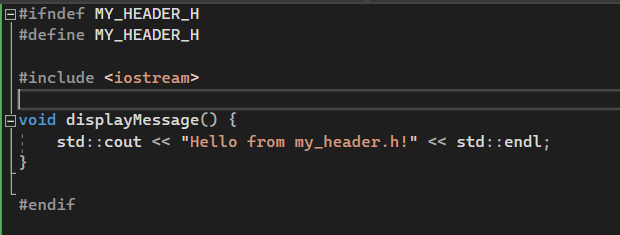 #ifndef MY_HEADER_H
#define MY_HEADER_H
#include <iostream>
void displayMessage() {
std::cout << "Hello from my_header.h!" << std::endl;
}
#endif